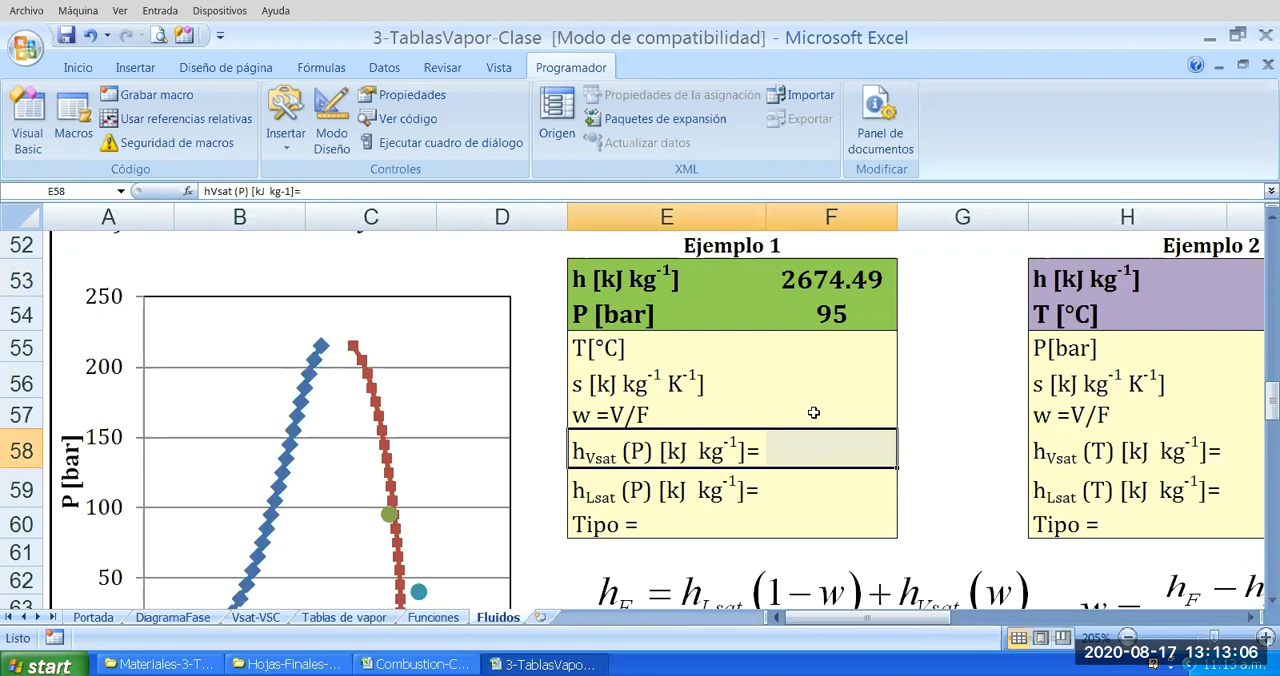 Archivo Máquina Ver Entrada Dispositivos Ayuda
3-TablasVapor-Clase [Modo de compatibilidad] - Microsoft Excel
Inicio Insertar Diseño de página Fórmulas Datos Revisar Vista Programador
Visual Basic
Macros
Grabar macro
Usar referencias relativas
Seguridad de macros
Código
Insertar
Modo Diseño
Propiedades
Ver código
Ejecutar cuadro de diálogo
Controles
Origen
Propiedades de la asignación
Paquetes de expansión
Actualizar datos
Importar
Exportar
XML
Panel de documentos
Modificar
E58 fx hVsat (P) [kJ kg-1]=
A B C D E F G H
52 Ejemplo 1 Ejemplo 2
53 h [kJ kg-1] 2674.49 h [kJ kg-1]
54 P [bar] 95 T [°C]
55 T[°C] P[bar]
56 s [kJ kg-1 K-1] s [kJ kg-1 K-1]
57 w =V/F w =V/F
58 hVsat (P) [kJ kg-1]= hVsat (T) [kJ kg-1]=
59 hLsat (P) [kJ kg-1]= hLsat (T) [kJ kg-1]=
60 Tipo = Tipo =
61
62
63
250
200
150
100
50
P [bar]
hF = hLsat (1 − w) + hVsat (w)
Portada DiagramaFase Vsat-VSC Tablas de vapor Funciones Fluidos
Listo 205%
start Materiales-3-T... Hojas-Finales-... Combustion-C... 3-TablasVapo...
2020-08-17 13:13:06
11:13 a.m.